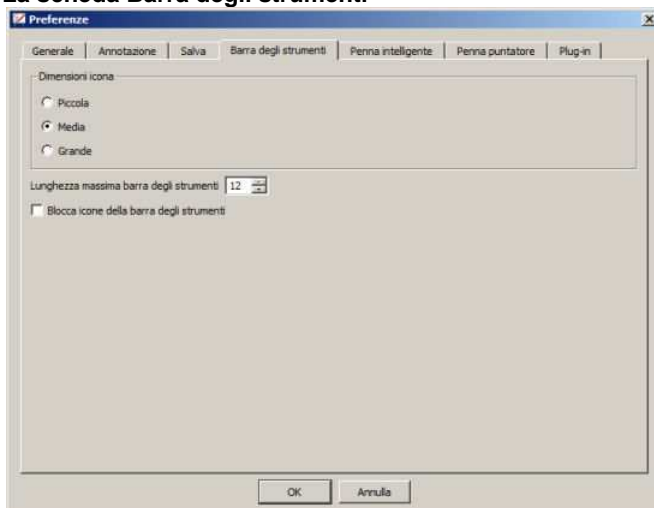 La scheda Barra degli strumenti
Preferenze
Generale Annotazione Salva Barra degli strumenti Penna intelligente Penna puntatore Plug-in
Dimensioni icona
Piccola
Media
Grande
Lunghezza massima barra degli strumenti 12
Blocca icone della barra degli strumenti
OK Annulla